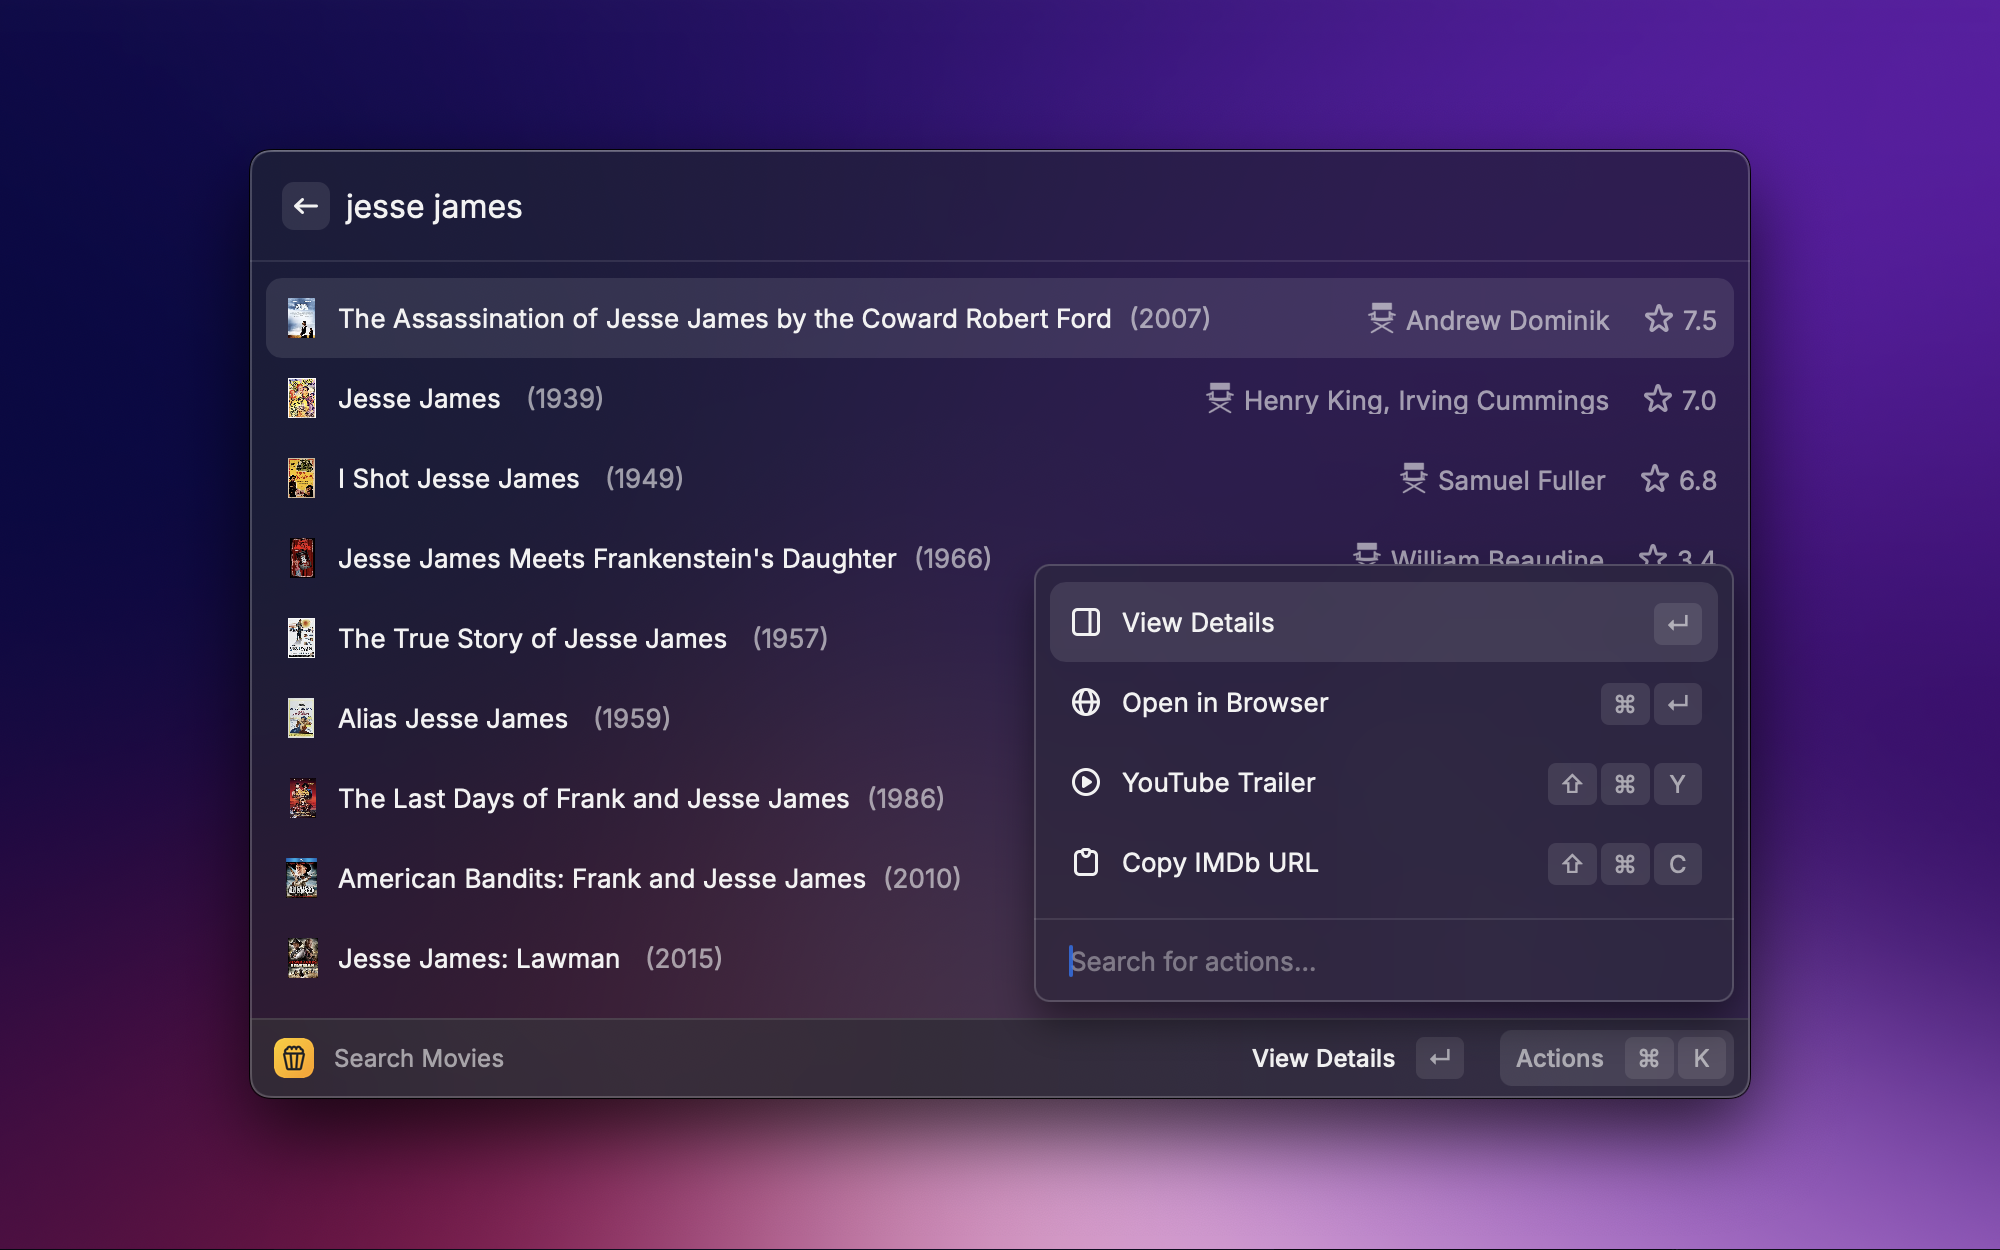 jesse james
The Assassination of Jesse James by the Coward Robert Ford (2007) Andrew Dominik 7.5
Jesse James (1939) Henry King, Irving Cummings 7.0
I Shot Jesse James (1949) Samuel Fuller 6.8
Jesse James Meets Frankenstein's Daughter (1966) William Beaudine 3.4
The True Story of Jesse James (1957)
Alias Jesse James (1959)
The Last Days of Frank and Jesse James (1986)
American Bandits: Frank and Jesse James (2010)
Jesse James: Lawman (2015)
View Details ↵
Open in Browser ⌘ ↵
YouTube Trailer ⇧ ⌘ Y
Copy IMDb URL ⇧ ⌘ C
Search for actions...
Search Movies View Details ↵ Actions ⌘ K